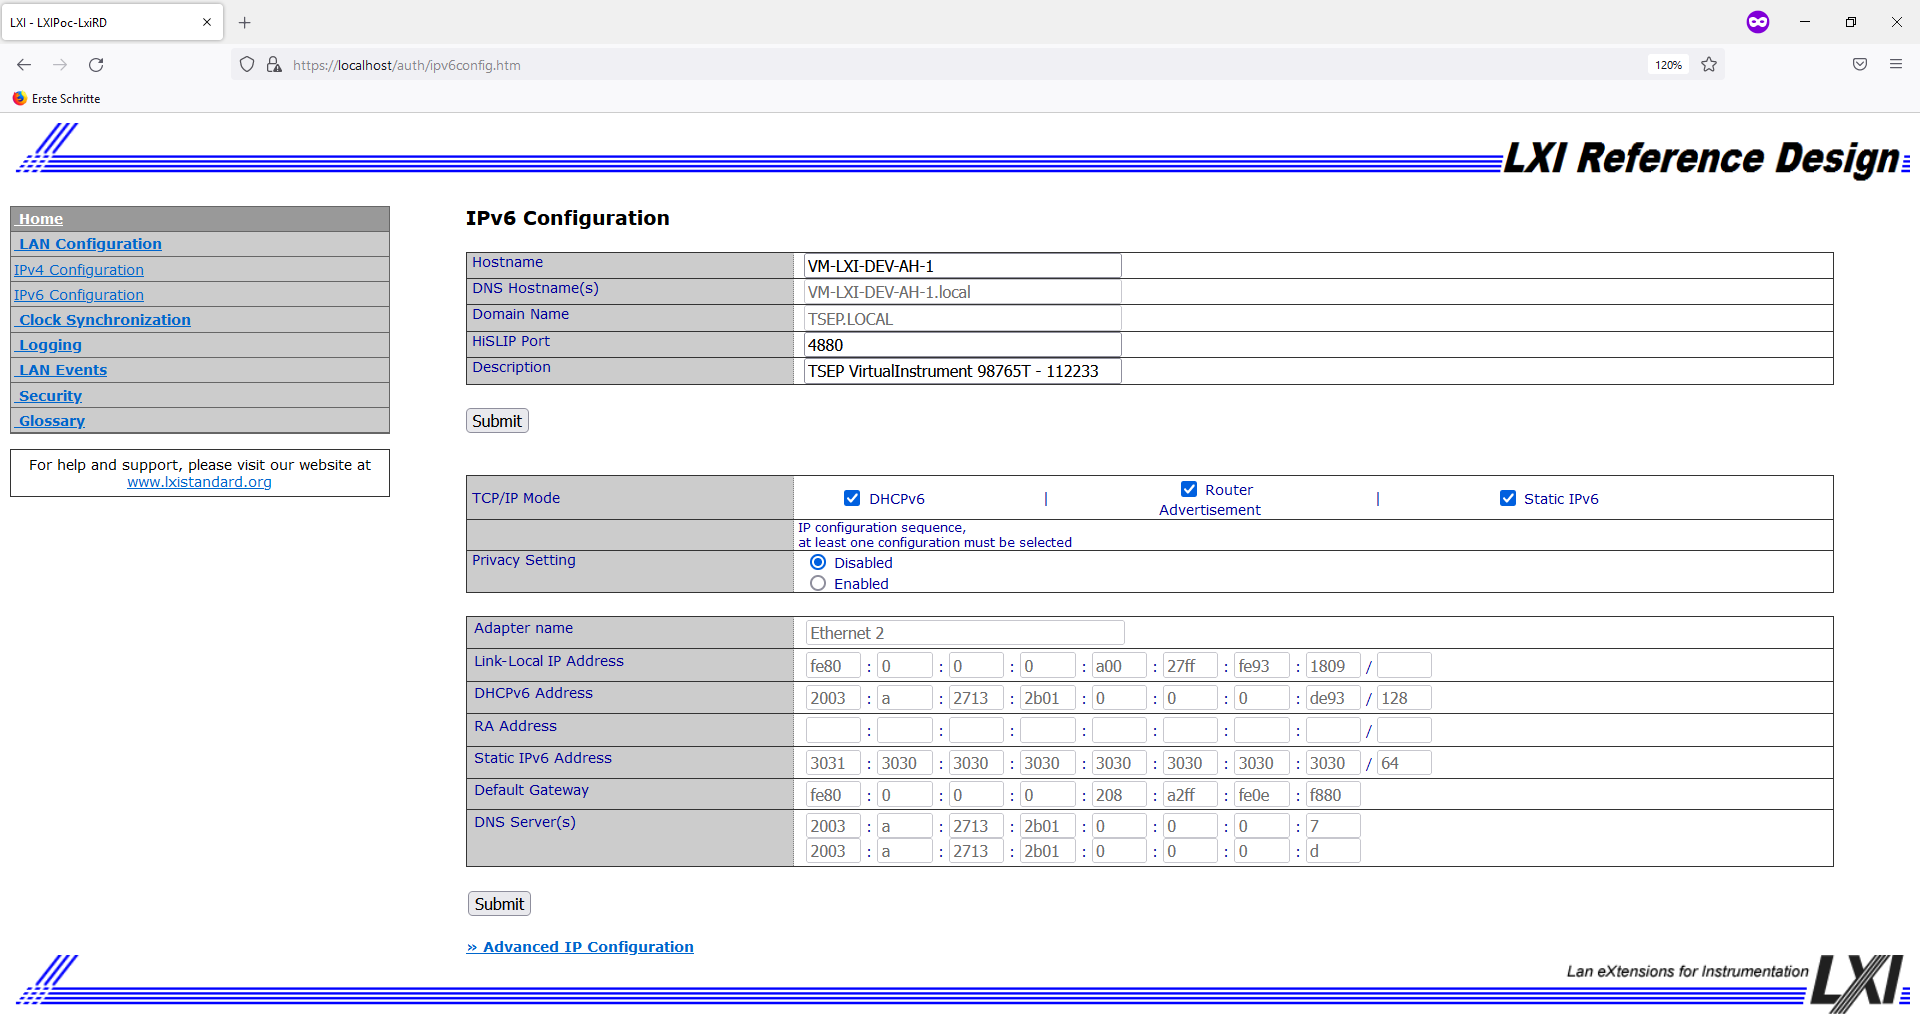 LXI - LXIPoc-LxiRD
https://localhost/auth/ipv6config.htm
120%
Erste Schritte
LXI Reference Design
Home
LAN Configuration
IPv4 Configuration
IPv6 Configuration
Clock Synchronization
Logging
LAN Events
Security
Glossary
For help and support, please visit our website at
www.lxistandard.org
IPv6 Configuration
Hostname VM-LXI-DEV-AH-1
DNS Hostname(s) VM-LXI-DEV-AH-1.local
Domain Name TSEP.LOCAL
HiSLIP Port 4880
Description TSEP VirtualInstrument 98765T - 112233
Submit
TCP/IP Mode DHCPv6 | Router Advertisement | Static IPv6
IP configuration sequence,
at least one configuration must be selected
Privacy Setting Disabled
Enabled
Adapter name Ethernet 2
Link-Local IP Address fe80 : 0 : 0 : 0 : a00 : 27ff : fe93 : 1809 /
DHCPv6 Address 2003 : a : 2713 : 2b01 : 0 : 0 : 0 : de93 / 128
RA Address : : : : : : : /
Static IPv6 Address 3031 : 3030 : 3030 : 3030 : 3030 : 3030 : 3030 : 3030 / 64
Default Gateway fe80 : 0 : 0 : 0 : 208 : a2ff : fe0e : f880
DNS Server(s) 2003 : a : 2713 : 2b01 : 0 : 0 : 0 : 7
2003 : a : 2713 : 2b01 : 0 : 0 : 0 : d
Submit
» Advanced IP Configuration
Lan eXtensions for Instrumentation LXI